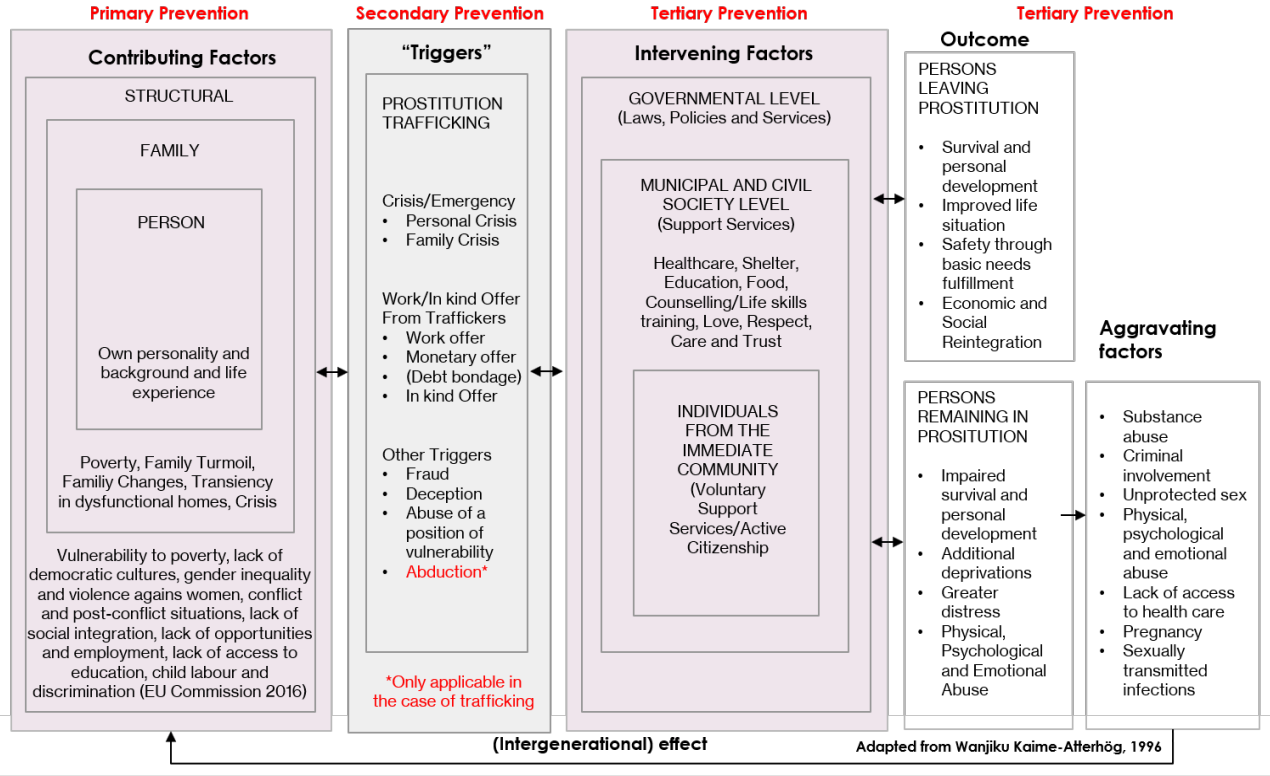 Primary Prevention
Secondary Prevention
Tertiary Prevention
Tertiary Prevention
Contributing Factors
STRUCTURAL
FAMILY
PERSON
Own personality and
background and life
experience
Poverty, Family Turmoil,
Familiy Changes, Transiency
in dysfunctional homes, Crisis
Vulnerability to poverty, lack of
democratic cultures, gender inequality
and violence agains women, conflict
and post-conflict situations, lack of
social integration, lack of opportunities
and employment, lack of access to
education, child labour and
discrimination (EU Commission 2016)
“Triggers”
PROSTITUTION
TRAFFICKING
Crisis/Emergency
• Personal Crisis
• Family Crisis
Work/In kind Offer
From Traffickers
• Work offer
• Monetary offer
• (Debt bondage)
• In kind Offer
Other Triggers
• Fraud
• Deception
• Abuse of a
position of
vulnerability
• Abduction*
*Only applicable in
the case of trafficking
Intervening Factors
GOVERNMENTAL LEVEL
(Laws, Policies and Services)
MUNICIPAL AND CIVIL
SOCIETY LEVEL
(Support Services)
Healthcare, Shelter,
Education, Food,
Counselling/Life skills
training, Love, Respect,
Care and Trust
INDIVIDUALS
FROM THE
IMMEDIATE
COMMUNITY
(Voluntary
Support
Services/Active
Citizenship
Outcome
PERSONS
LEAVING
PROSTITUTION
• Survival and
personal
development
• Improved life
situation
• Safety through
basic needs
fulfillment
• Economic and
Social
Reintegration
PERSONS
REMAINING IN
PROSITUTION
• Impaired
survival and
personal
development
• Additional
deprivations
• Greater
distress
• Physical,
Psychological
and Emotional
Abuse
Aggravating
factors
• Substance
abuse
• Criminal
involvement
• Unprotected sex
• Physical,
psychological
and emotional
abuse
• Lack of access
to health care
• Pregnancy
• Sexually
transmitted
infections
(Intergenerational) effect
Adapted from Wanjiku Kaime-Atterhög, 1996